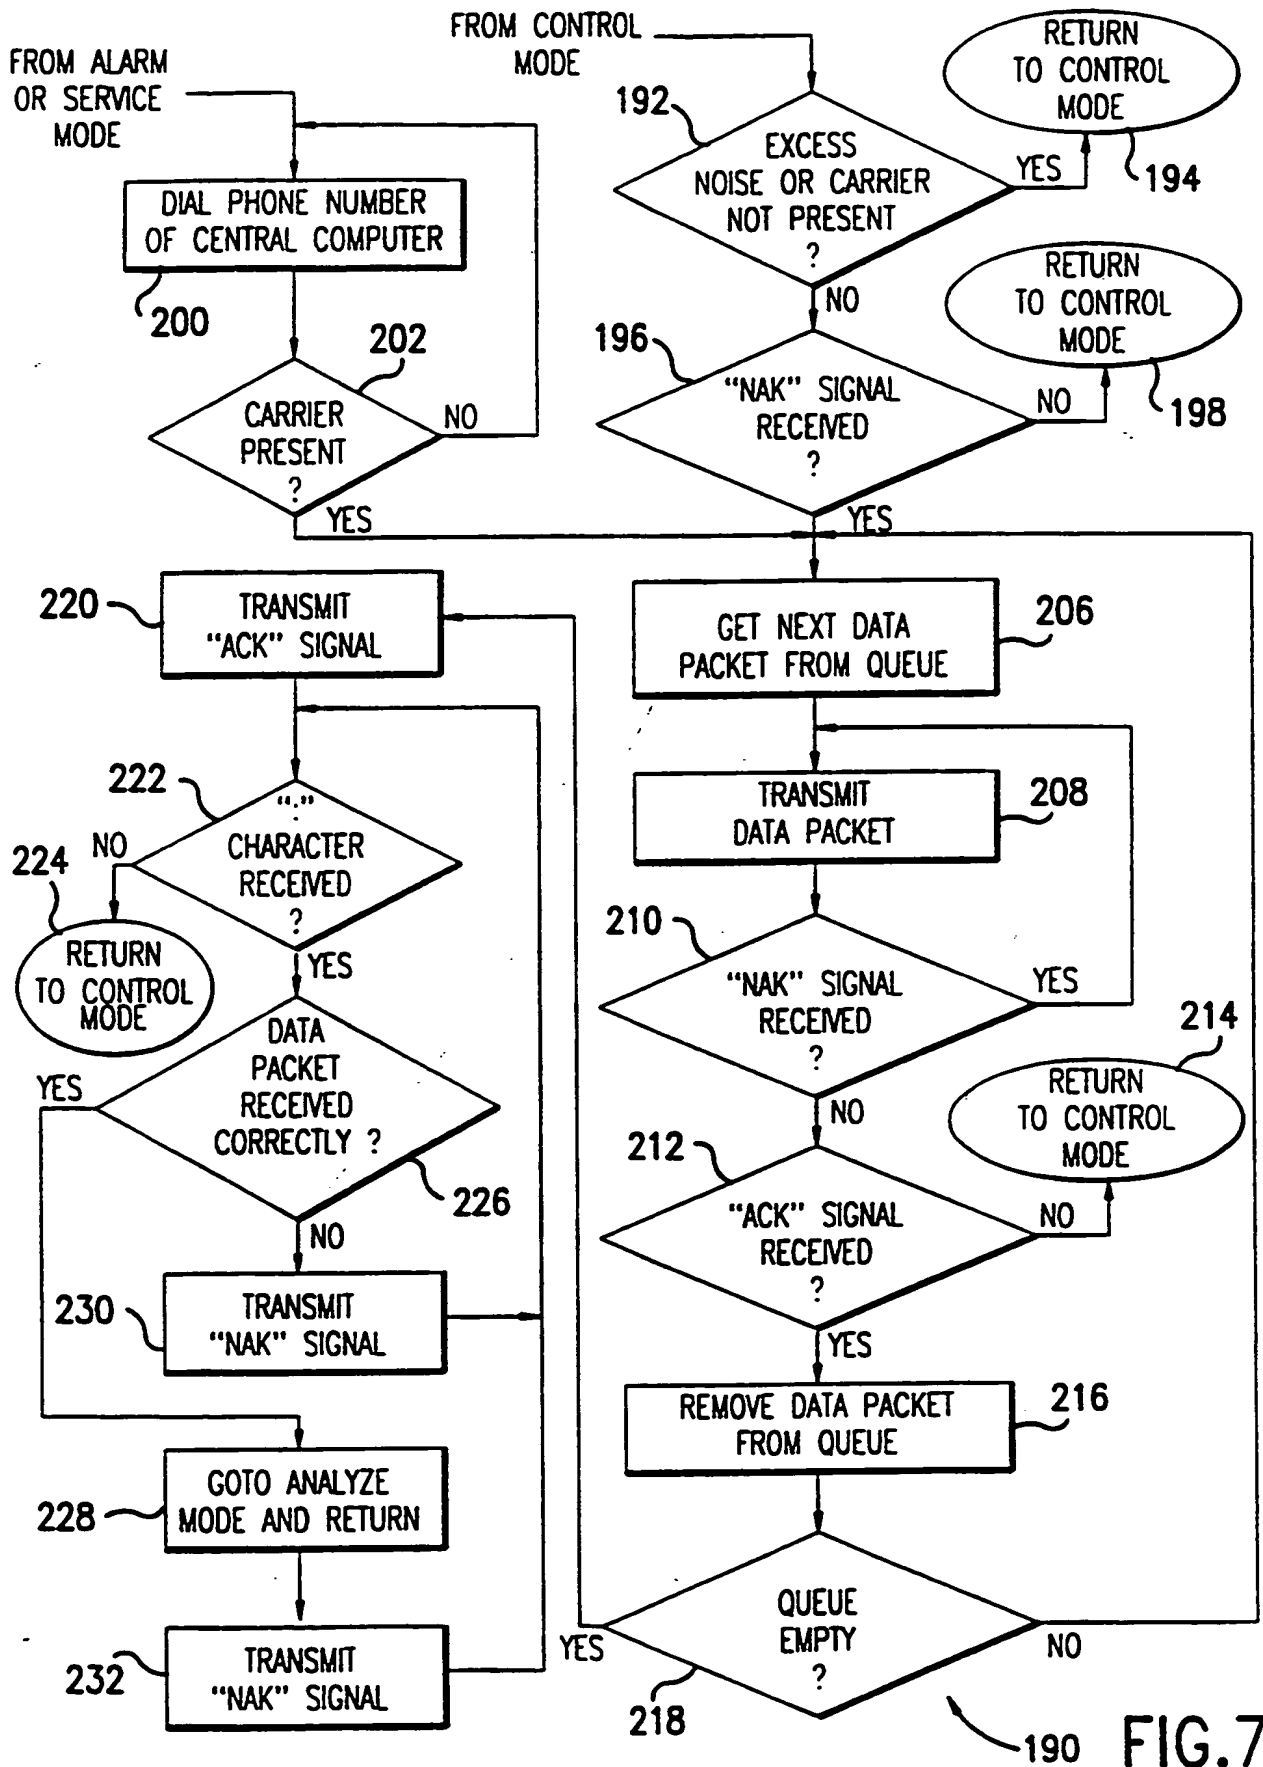 FROM ALARM
OR SERVICE
MODE
FROM CONTROL
MODE
RETURN
TO CONTROL
MODE
194
192
EXCESS
NOISE OR CARRIER
NOT PRESENT
?
YES
NO
DIAL PHONE NUMBER
OF CENTRAL COMPUTER
200
202
CARRIER
PRESENT
?
NO
YES
196
"NAK" SIGNAL
RECEIVED
?
NO
YES
RETURN
TO CONTROL
MODE
198
220
TRANSMIT
"ACK" SIGNAL
GET NEXT DATA
PACKET FROM QUEUE
206
222
":"
CHARACTER
RECEIVED
?
NO
YES
224
RETURN
TO CONTROL
MODE
TRANSMIT
DATA PACKET
208
210
"NAK" SIGNAL
RECEIVED
?
YES
NO
DATA
PACKET
RECEIVED
CORRECTLY ?
YES
226
NO
212
"ACK" SIGNAL
RECEIVED
?
NO
YES
214
RETURN
TO CONTROL
MODE
230
TRANSMIT
"NAK" SIGNAL
REMOVE DATA PACKET
FROM QUEUE
216
228
GOTO ANALYZE
MODE AND RETURN
232
TRANSMIT
"NAK" SIGNAL
QUEUE
EMPTY
?
YES
NO
218
190
FIG.7